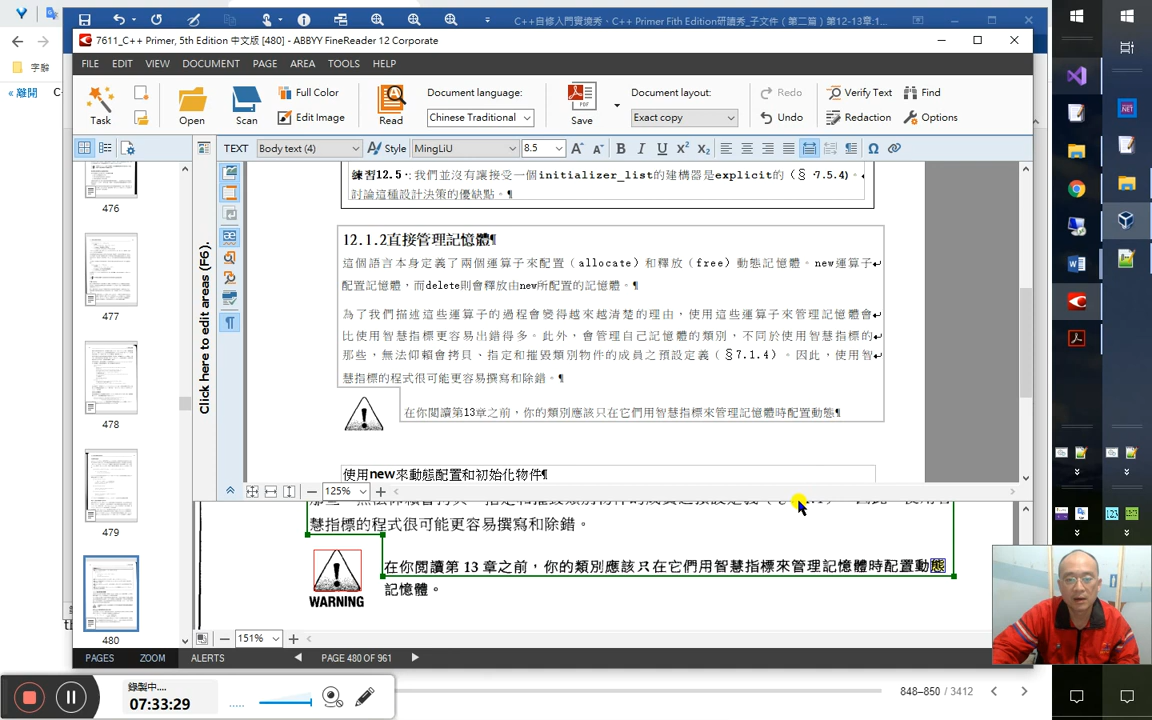 C++自修入門實境秀、C++ Primer Fith Edition研讀秀_子文件（第二篇）第12-13章:1...
7611_C++ Primer, 5th Edition 中文版 [480] - ABBYY FineReader 12 Corporate
字辭
« 離開
FILE EDIT VIEW DOCUMENT PAGE AREA TOOLS HELP
Task
Open
Scan
Full Color
Edit Image
Read
Document language:
Chinese Traditional
Save
Document layout:
Exact copy
Redo
Undo
Verify Text
Redaction
Find
Options
TEXT Body text (4) Style MingLiU 8.5
476
477
478
479
480
Click here to edit areas (F6).
練習12.5·:我們並沒有讓接受一個initializer_list的建構器是explicit的（§ ·7.5.4）。
討論這種設計決策的優缺點。¶
12.1.2直接管理記憶體¶
這個語言本身定義了兩個運算子來配置（allocate）和釋放（free）動態記憶體。new運算子↵
配置記憶體，而delete則會釋放由new所配置的記憶體。¶
為了我們描述這些運算子的過程會變得越來越清楚的理由，使用這些運算子來管理記憶體會↵
比使用智慧指標更容易出錯得多。此外，會管理自己記憶體的類別，不同於使用智慧指標的↵
那些，無法仰賴會拷貝、指定和摧毀類別物件的成員之預設定義（§7.1.4）。因此，使用智↵
慧指標的程式很可能更容易撰寫和除錯。¶
在你閱讀第13章之前，你的類別應該只在它們用智慧指標來管理記憶體時配置動態¶
使用new來動態配置和初始化物件¶
125%
慧指標的程式很可能更容易撰寫和除錯。
WARNING
在你閱讀第 13 章之前，你的類別應該只在它們用智慧指標來管理記憶體時配置動態
記憶體。
151%
PAGES ZOOM ALERTS PAGE 480 OF 961
錄製中....
07:33:29
848–850 / 3412